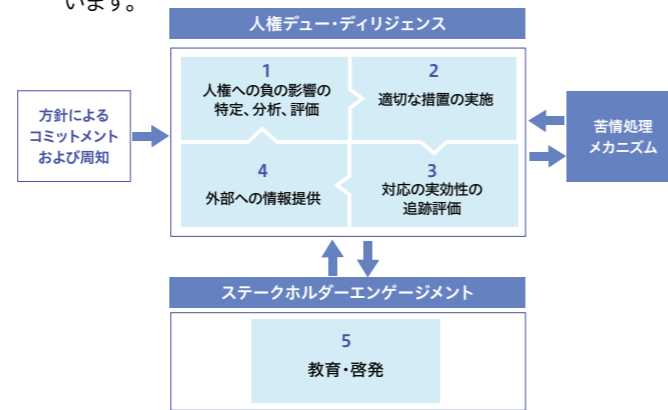 います。
人権デュー・ディリジェンス
1
人権への負の影響の
特定、分析、評価
2
適切な措置の実施
方針による
コミットメント
および周知
苦情処理
メカニズム
4
外部への情報提供
3
対応の実効性の
追跡評価
ステークホルダーエンゲージメント
5
教育・啓発